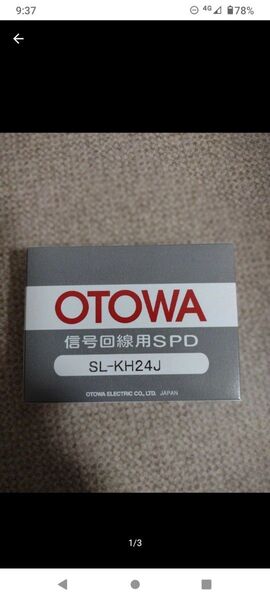 9:37
4G
78%
OTOWA
信号回線用SPD
SL-KH24J
OTOWA ELECTRIC CO., LTD. JAPAN
1/3